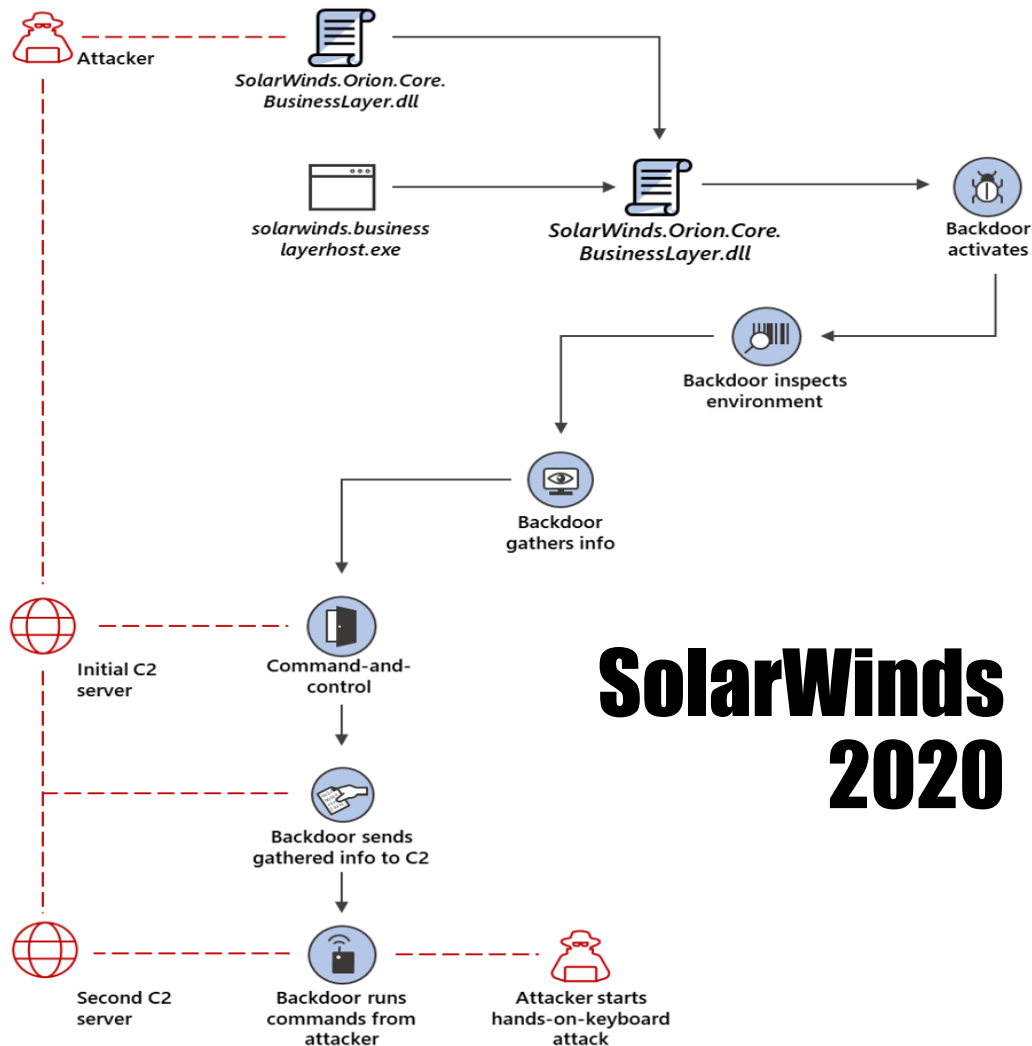 Attacker
SolarWinds.Orion.Core.
BusinessLayer.dll
solarwinds.business
layerhost.exe
SolarWinds.Orion.Core.
BusinessLayer.dll
Backdoor
activates
Backdoor inspects
environment
Backdoor
gathers info
Initial C2
server
Command-and-
control
SolarWinds
2020
Backdoor sends
gathered info to C2
Second C2
server
Backdoor runs
commands from
attacker
Attacker starts
hands-on-keyboard
attack